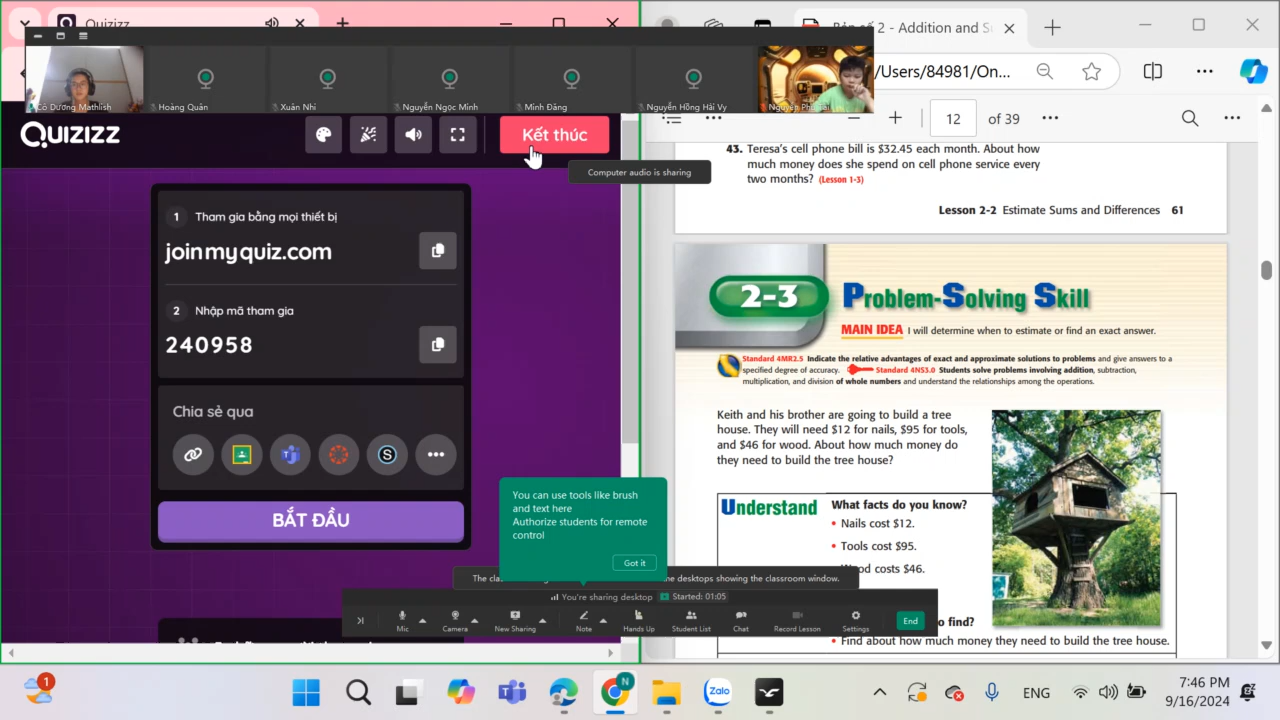 Quizizz
Bản số 2 - Addition and Su
Cô Dương Mathlish
Hoàng Quân
Xuân Nhi
Nguyễn Ngọc Minh
Minh Đăng
Nguyễn Hồng Hải Vy
/Users/84981/On...
QUIZIZZ
Kết thúc
12 of 39
Computer audio is sharing
1 Tham gia bằng mọi thiết bị
joinmyquiz.com
2 Nhập mã tham gia
240958
Chia sẻ qua
S
BẮT ĐẦU
You can use tools like brush
and text here
Authorize students for remote
control
Got it
The cla
the desktops showing the classroom window.
You're sharing desktop Started: 01:05
Mic
Camera
New Sharing
Note
Hands Up
Student List
Chat
Record Lesson
Settings
End
43. Teresa's cell phone bill is $32.45 each month. About how
much money does she spend on cell phone service every
two months? (Lesson 1-3)
Lesson 2-2 Estimate Sums and Differences 61
2-3 Problem-Solving Skill
MAIN IDEA I will determine when to estimate or find an exact answer.
Standard 4MR2.5 Indicate the relative advantages of exact and approximate solutions to problems and give answers to a
specified degree of accuracy. Standard 4NS3.0 Students solve problems involving addition, subtraction,
multiplication, and division of whole numbers and understand the relationships among the operations.
Keith and his brother are going to build a tree
house. They will need $12 for nails, $95 for tools,
and $46 for wood. About how much money do
they need to build the tree house?
Understand
What facts do you know?
• Nails cost $12.
• Tools cost $95.
costs $46.
o find?
• Find about how much money they need to build the tree house.
1
N
Zalo
ENG
7:46 PM
9/16/2024